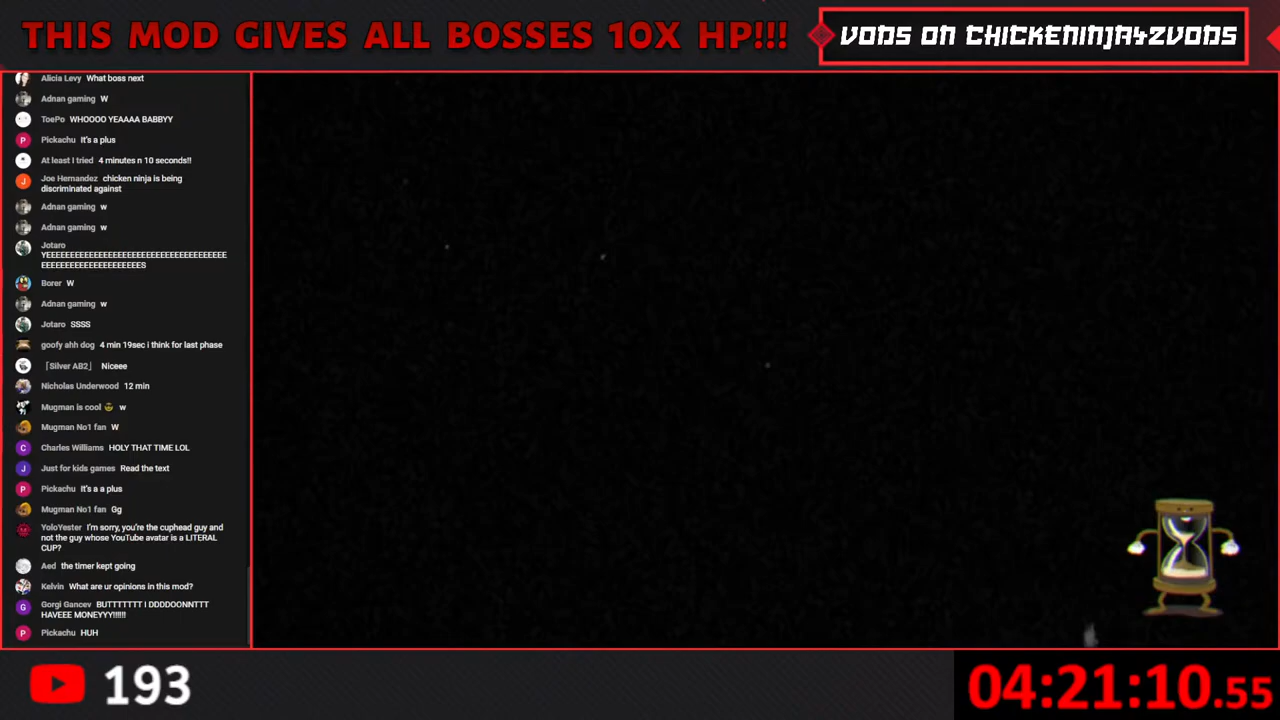 THIS MOD GIVES ALL BOSSES 10X HP!!!
VODS ON CHICKENINJA42VODS
Alicia Levy What boss next
Adnan gaming W
ToePo WHOOOO YEAAAA BABBYY
P
Pickachu It's a plus
At least I tried 4 minutes n 10 seconds!!
J
Joe Hernandez chicken ninja is being
discriminated against
Adnan gaming w
Adnan gaming w
Jotaro
YEEEEEEEEEEEEEEEEEEEEEEEEEEEEEEEEEEEEEE
EEEEEEEEEEEEEEEEEEEEES
Borer W
Adnan gaming w
Jotaro SSSS
goofy ahh dog 4 min 19sec i think for last phase
「Silver AB2」 Niceee
Nicholas Underwood 12 min
Mugman is cool 😎 w
Mugman No1 fan W
C
Charles Williams HOLY THAT TIME LOL
J
Just for kids games Read the text
P
Pickachu It's a a plus
Mugman No1 fan Gg
YoloYester I'm sorry, you're the cuphead guy and
not the guy whose YouTube avatar is a LITERAL
CUP?
Aed the timer kept going
Kelvin What are ur opinions in this mod?
G
Gorgi Gancev BUTTTTTTT I DDDDOONNTTT
HAVEEE MONEYYY!!!!!!
P
Pickachu HUH
193
04:21:10.55